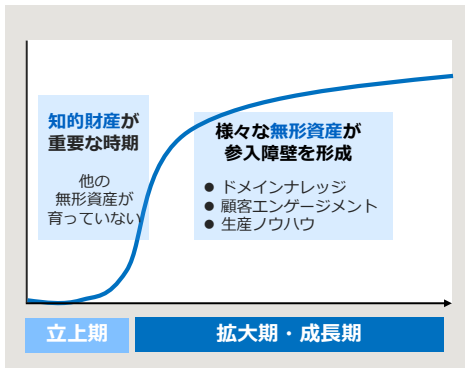 知的財産が
重要な時期
他の
無形資産が
育っていない
様々な無形資産が
参入障壁を形成
● ドメインナレッジ
● 顧客エンゲージメント
● 生産ノウハウ
立上期
拡大期・成長期